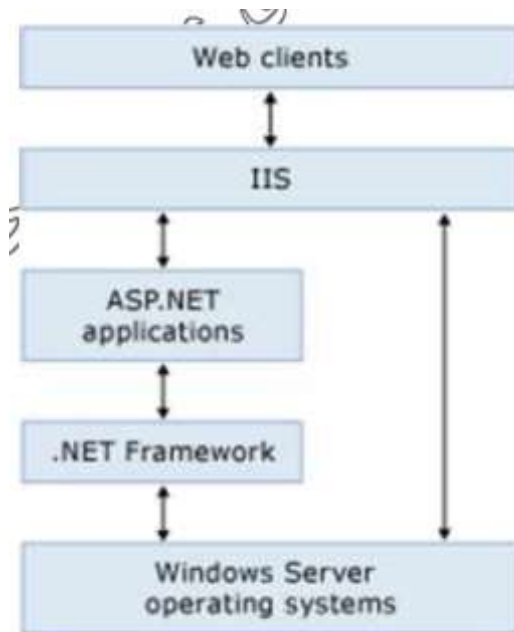 Web clients
IIS
ASP.NET
applications
.NET Framework
Windows Server
operating systems